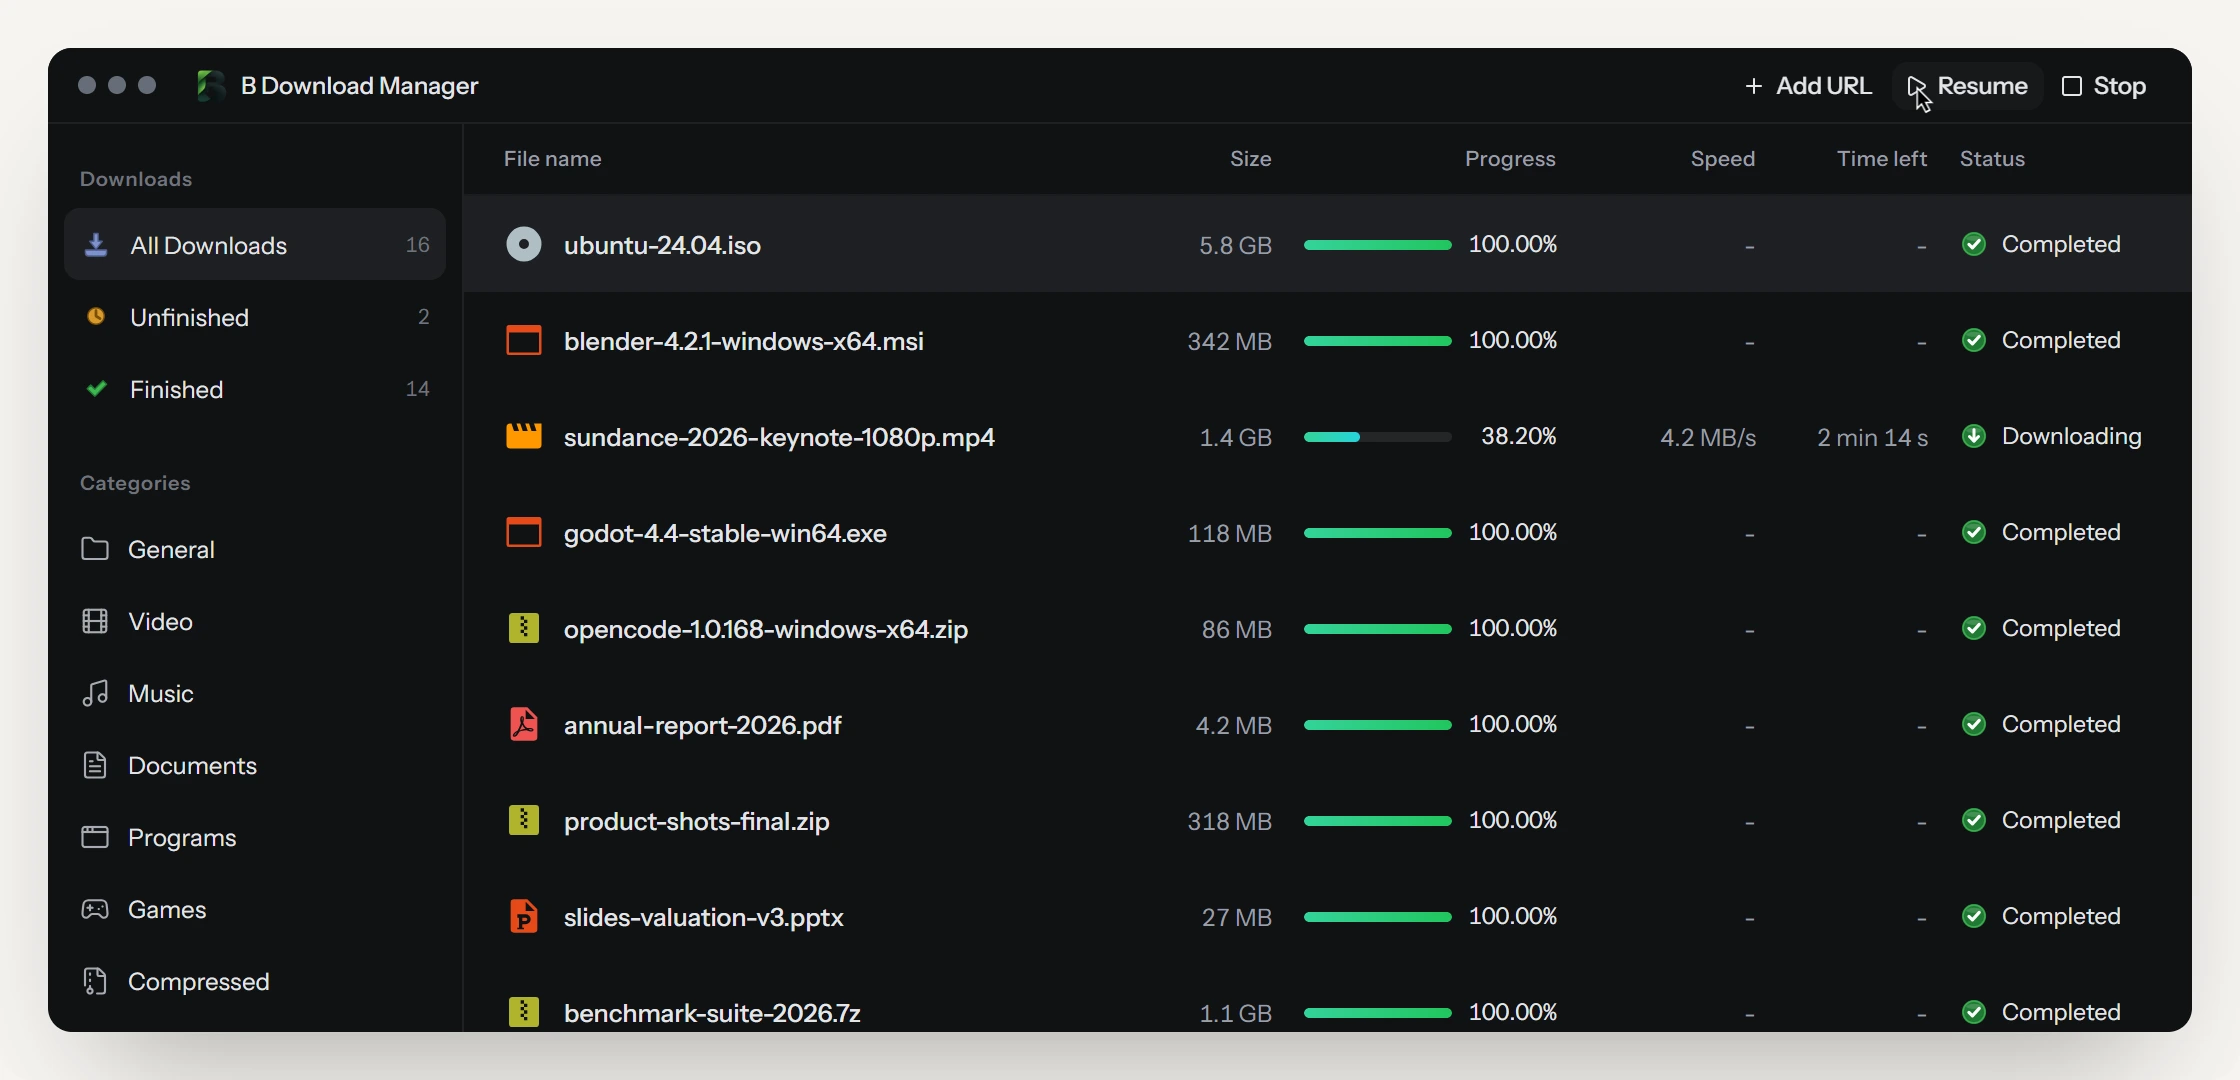 B Download Manager
Add URL
Resume
Stop
Downloads
All Downloads 16
Unfinished 2
Finished 14
Categories
General
Video
Music
Documents
Programs
Games
Compressed
File name Size Progress Speed Time left Status
ubuntu-24.04.iso 5.8 GB 100.00% - - Completed
blender-4.2.1-windows-x64.msi 342 MB 100.00% - - Completed
sundance-2026-keynote-1080p.mp4 1.4 GB 38.20% 4.2 MB/s 2 min 14 s Downloading
godot-4.4-stable-win64.exe 118 MB 100.00% - - Completed
opencode-1.0.168-windows-x64.zip 86 MB 100.00% - - Completed
annual-report-2026.pdf 4.2 MB 100.00% - - Completed
product-shots-final.zip 318 MB 100.00% - - Completed
slides-valuation-v3.pptx 27 MB 100.00% - - Completed
benchmark-suite-2026.7z 1.1 GB 100.00% - - Completed